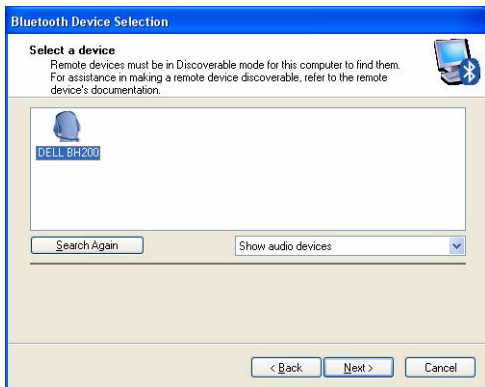 Bluetooth Device Selection
Select a device
Remote devices must be in Discoverable mode for this computer to find them.
For assistance in making a remote device discoverable, refer to the remote
device's documentation.
DELL BH200
Search Again
Show audio devices
< Back
Next >
Cancel